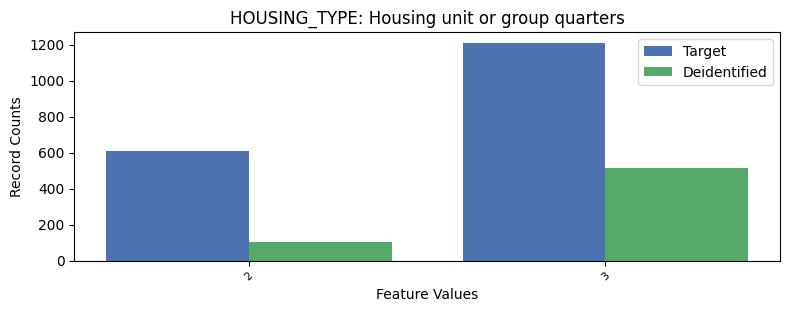 HOUSING_TYPE: Housing unit or group quarters
Record Counts
1200
1000
800
600
400
200
0
Target
Deidentified
2
3
Feature Values